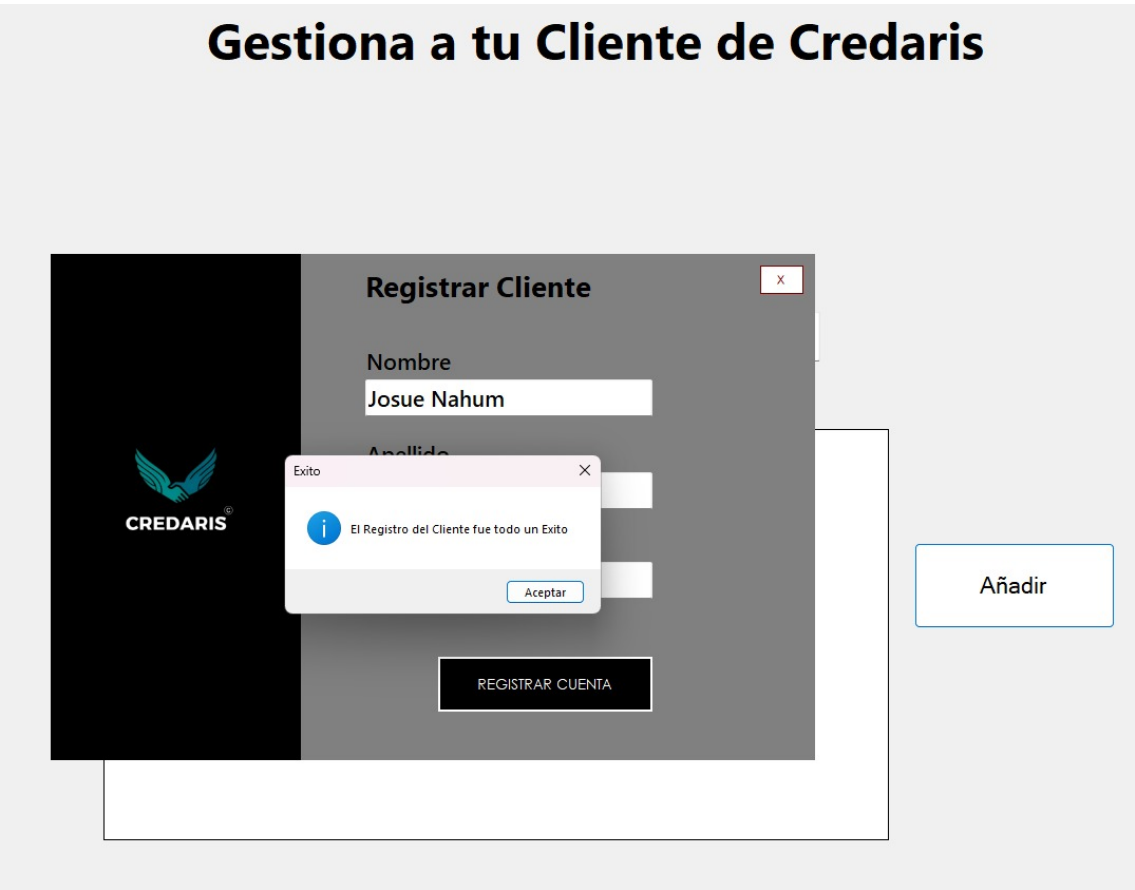 Gestiona a tu Cliente de Credaris
Registrar Cliente
X
Nombre
Josue Nahum
Apellido
Exito
El Registro del Cliente fue todo un Exito
Aceptar
CREDARIS
©
Añadir
REGISTRAR CUENTA